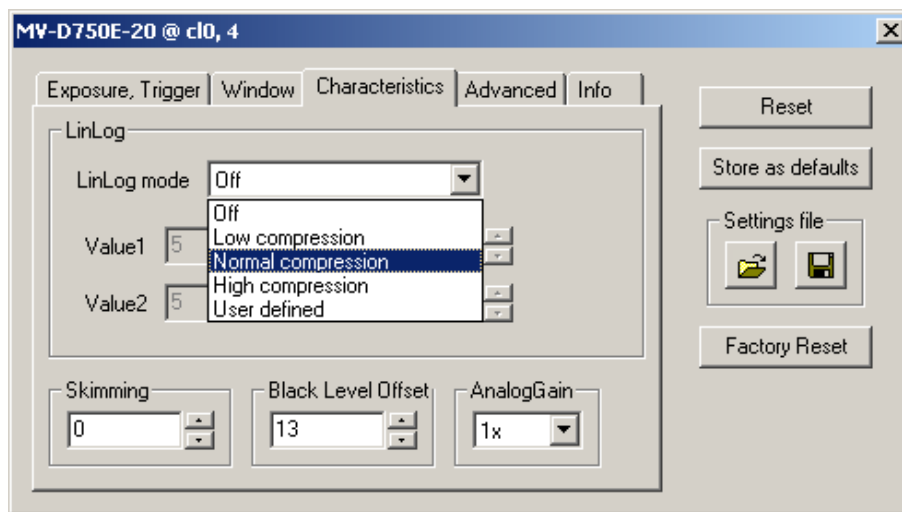 MV-D750E-20 @ cl0, 4
Exposure, Trigger Window Characteristics Advanced Info
LinLog
LinLog mode Off
Off
Low compression
Normal compression
High compression
User defined
Value1 5
Value2 5
Skimming
0
Black Level Offset
13
AnalogGain
1x
Reset
Store as defaults
Settings file
Factory Reset